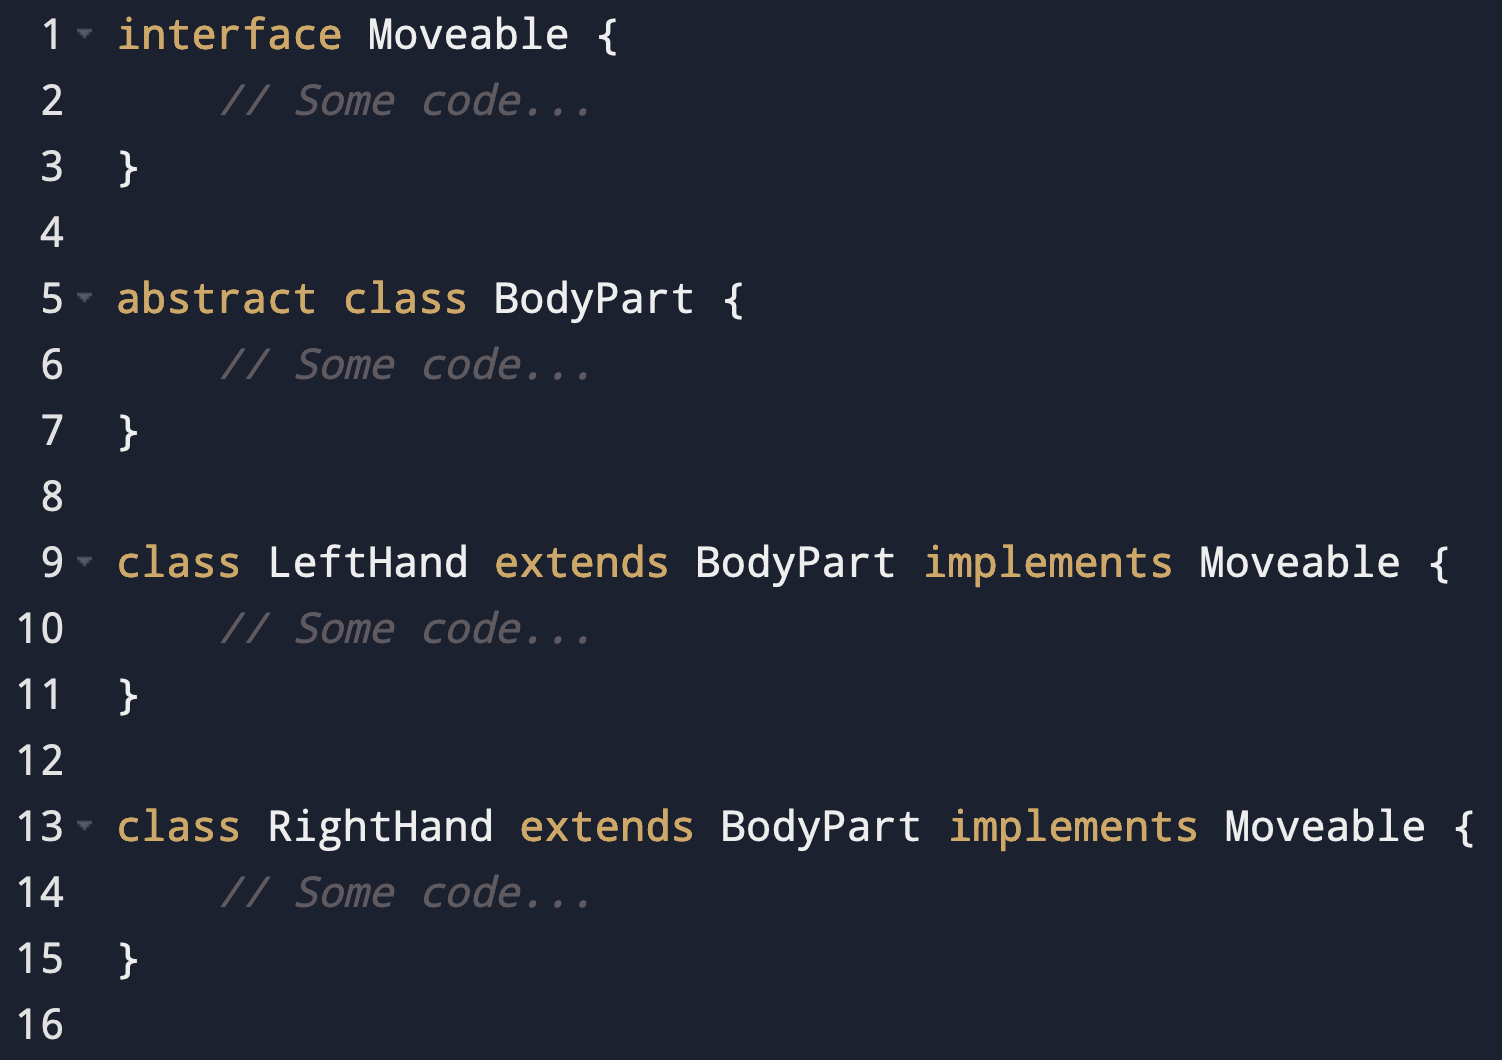 1 interface Moveable {
2     // Some code...
3 }
4
5 abstract class BodyPart {
6     // Some code...
7 }
8
9 class LeftHand extends BodyPart implements Moveable {
10     // Some code...
11 }
12
13 class RightHand extends BodyPart implements Moveable {
14     // Some code...
15 }
16